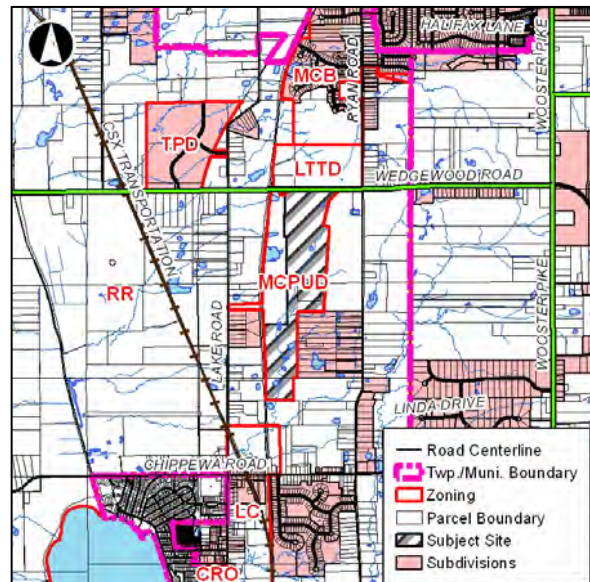 HALIFAX LANE
WOOSTER PIKE
MCB
RYAN ROAD
CSX TRANSPORTATION
TPD
LTTD
WEDGEWOOD ROAD
MCPUD
RR
LAKE ROAD
WOOSTER PIKE
LINDA DRIVE
CHIPPEWA ROAD
LC
CRO
Road Centerline
Twp./Muni. Boundary
Zoning
Parcel Boundary
Subject Site
Subdivisions